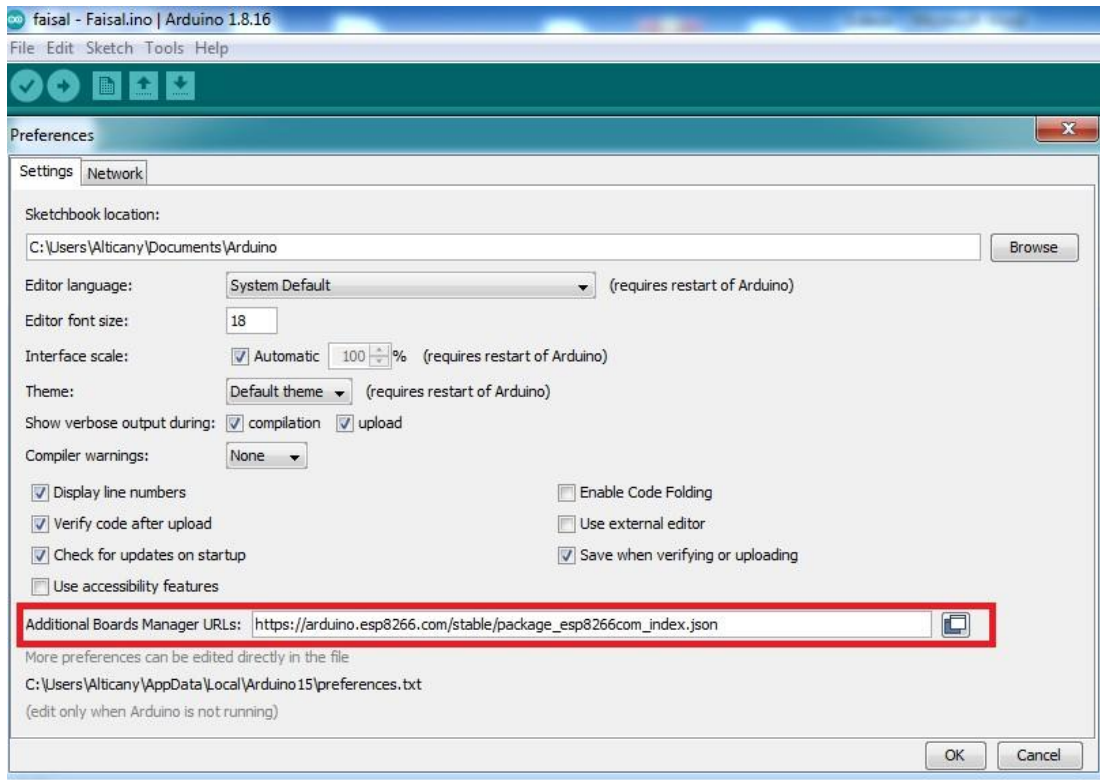 faisal - Faisal.ino | Arduino 1.8.16
File Edit Sketch Tools Help
Preferences
Settings Network
Sketchbook location:
C:\Users\Alticany\Documents\Arduino Browse
Editor language: System Default (requires restart of Arduino)
Editor font size: 18
Interface scale: Automatic 100 % (requires restart of Arduino)
Theme: Default theme (requires restart of Arduino)
Show verbose output during: compilation upload
Compiler warnings: None
Display line numbers Enable Code Folding
Verify code after upload Use external editor
Check for updates on startup Save when verifying or uploading
Use accessibility features
Additional Boards Manager URLs: https://arduino.esp8266.com/stable/package_esp8266com_index.json
More preferences can be edited directly in the file
C:\Users\Alticany\AppData\Local\Arduino15\preferences.txt
(edit only when Arduino is not running)
OK Cancel